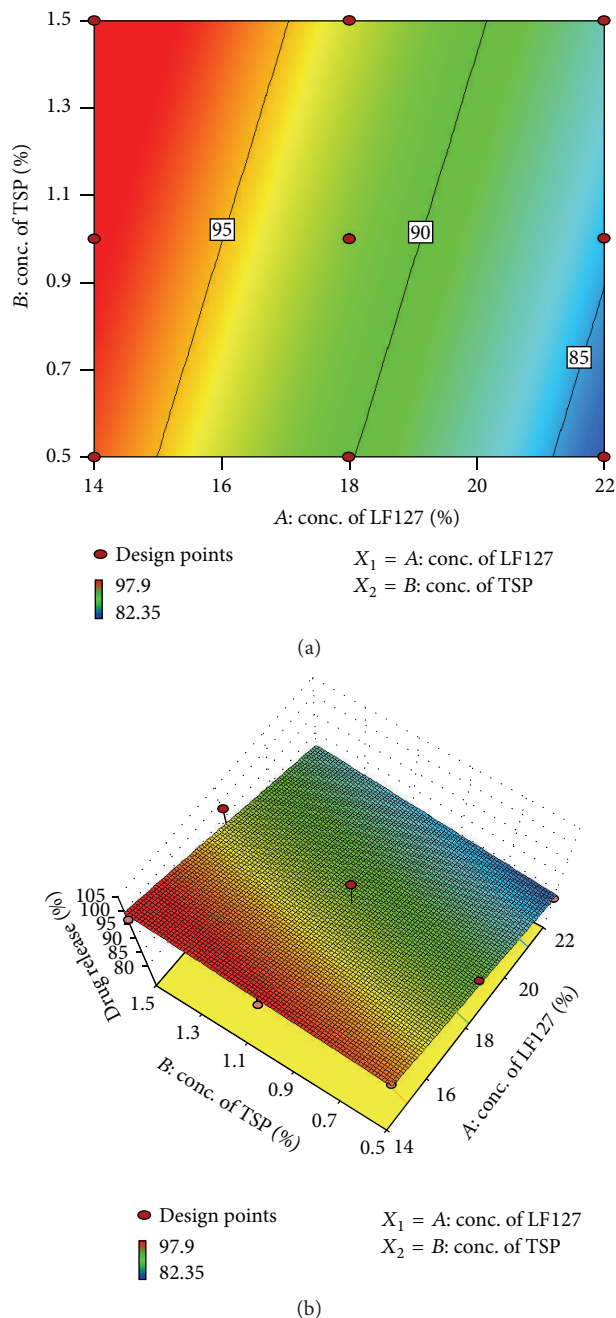 1.5
1.3
1.1
0.9
0.7
0.5
B: conc. of TSP (%)
95
90
85
14
16
18
20
22
A: conc. of LF127 (%)
Design points
97.9
82.35
X1 = A: conc. of LF127
X2 = B: conc. of TSP
(a)
105
100
95
90
85
80
Drug release (%)
1.5
1.3
1.1
0.9
0.7
0.5
B: conc. of TSP (%)
14
16
18
20
22
A: conc. of LF127 (%)
Design points
97.9
82.35
X1 = A: conc. of LF127
X2 = B: conc. of TSP
(b)